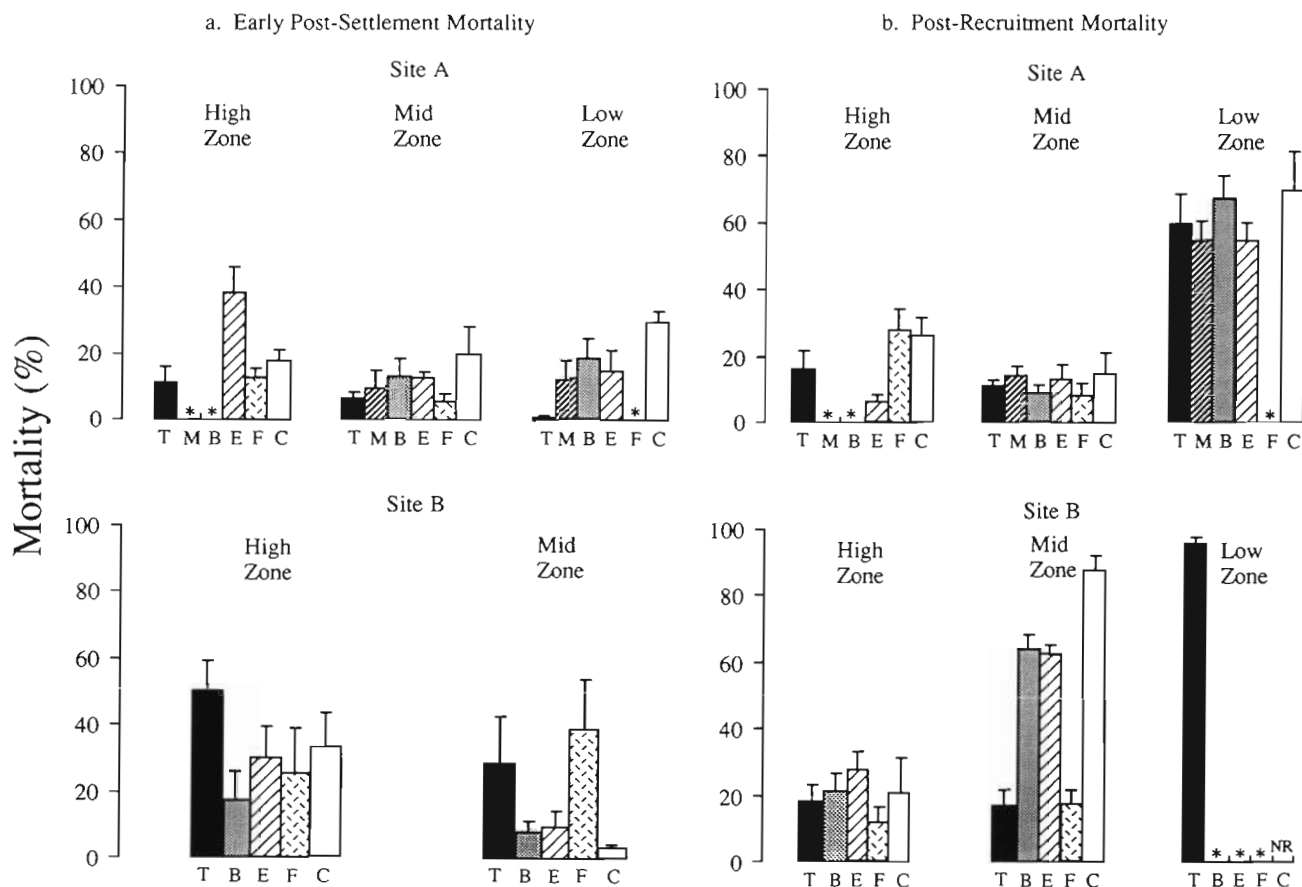 a. Early Post-Settlement Mortality
b. Post-Recruitment Mortality
Mortality (%)
Site A
100
80
60
40
20
0
High Zone
Mid Zone
Low Zone
* * *
T M B E F C
T M B E F C
T M B E F C
Site A
100
80
60
40
20
0
High Zone
Mid Zone
Low Zone
* * *
T M B E F C
T M B E F C
T M B E F C
Site B
100
80
60
40
20
0
High Zone
Mid Zone
T B E F C
T B E F C
Site B
100
80
60
40
20
0
High Zone
Mid Zone
Low Zone
* * * NR
T B E F C
T B E F C
T B E F C